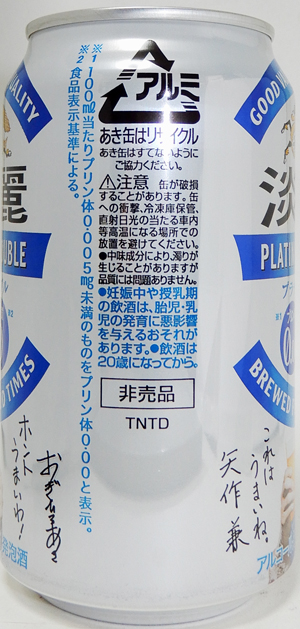 GOOD
QUALITY
麗
UBLE
TIMES
※1 100㎖当たりプリン体0.005㎎未満のものをプリン体0.00と表示。
※2 食品表示基準による。
アルミ
あき缶はリサイクル
あき缶はすてないように
ご協力ください。
⚠注意 缶が破損
することがあります。缶
への衝撃、冷凍庫保管、
直射日光の当たる車内
等高温になる場所での
放置を避けてください。
●中味成分により、濁りが
生じることがありますが
品質には問題ありません。
●妊娠中や授乳期
の飲酒は、胎児・乳
児の発育に悪影響
を与えるおそれが
あります。●飲酒は
20歳になってから。
非売品
TNTD
ホント
うまいわ!
おぎやはぎ
発泡酒
淡
PLATI
BREWED
これは
うまいね。
矢作兼
アルコー